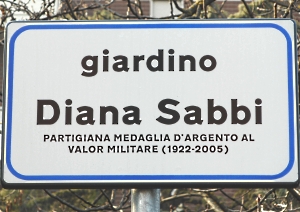 giardino
Diana Sabbi
PARTIGIANA MEDAGLIA D'ARGENTO AL
VALOR MILITARE (1922-2005)